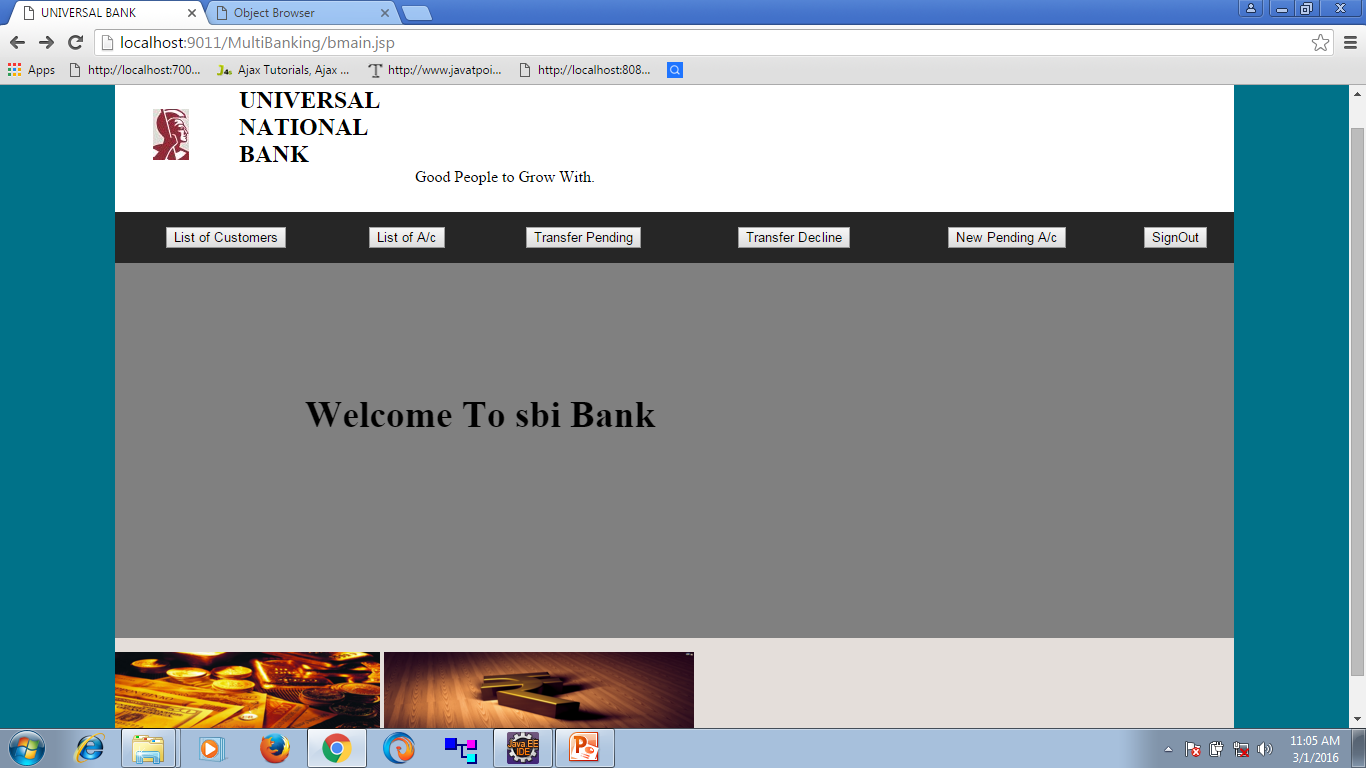 UNIVERSAL BANK
Object Browser
localhost:9011/MultiBanking/bmain.jsp
Apps
http://localhost:700...
Ajax Tutorials, Ajax ...
http://www.javatpoi...
http://localhost:808...
UNIVERSAL
NATIONAL
BANK
Good People to Grow With.
List of Customers
List of A/c
Transfer Pending
Transfer Decline
New Pending A/c
SignOut
Welcome To sbi Bank
Java EE
IDE
11:05 AM
3/1/2016